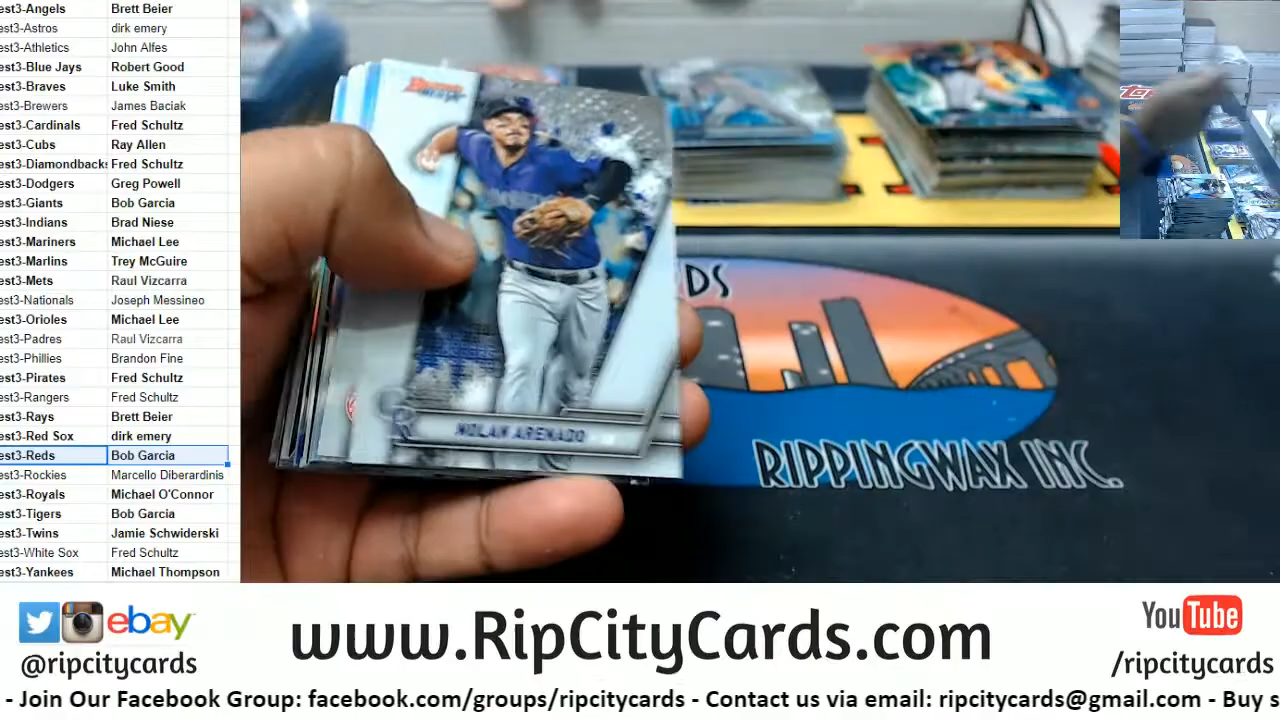 est3-Angels Brett Beier
est3-Astros dirk emery
est3-Athletics John Alfes
est3-Blue Jays Robert Good
est3-Braves Luke Smith
est3-Brewers James Baciak
est3-Cardinals Fred Schultz
est3-Cubs Ray Allen
est3-Diamondbacks Fred Schultz
est3-Dodgers Greg Powell
est3-Giants Bob Garcia
est3-Indians Brad Niese
est3-Mariners Michael Lee
est3-Marlins Trey McGuire
est3-Mets Raul Vizcarra
est3-Nationals Joseph Messineo
est3-Orioles Michael Lee
est3-Padres Raul Vizcarra
est3-Phillies Brandon Fine
est3-Pirates Fred Schultz
est3-Rangers Fred Schultz
est3-Rays Brett Beier
est3-Red Sox dirk emery
est3-Reds Bob Garcia
est3-Rockies Marcello Diberardinis
est3-Royals Michael O'Connor
est3-Tigers Bob Garcia
est3-Twins Jamie Schwiderski
est3-White Sox Fred Schultz
est3-Yankees Michael Thompson
Bowman
NOLAN ARENADO
DS
RIPPINGWAX INC.
ebay
@ripcitycards
www.RipCityCards.com
YouTube
/ripcitycards
- Join Our Facebook Group: facebook.com/groups/ripcitycards - Contact us via email: ripcitycards@gmail.com - Buy s